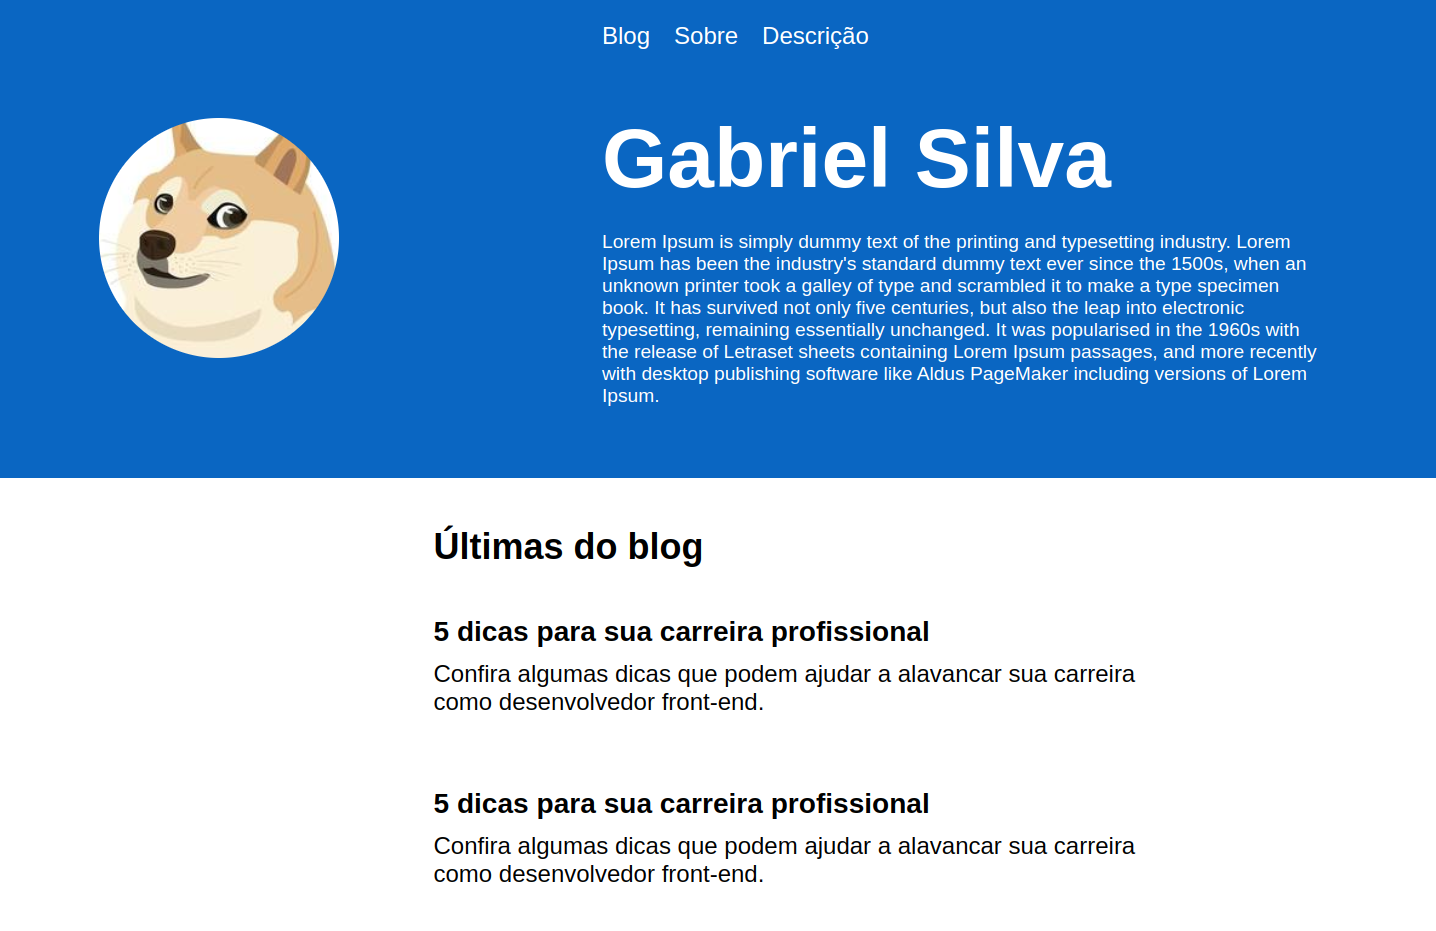 Blog Sobre Descrição
Gabriel Silva
Lorem Ipsum is simply dummy text of the printing and typesetting industry. Lorem
Ipsum has been the industry's standard dummy text ever since the 1500s, when an
unknown printer took a galley of type and scrambled it to make a type specimen
book. It has survived not only five centuries, but also the leap into electronic
typesetting, remaining essentially unchanged. It was popularised in the 1960s with
the release of Letraset sheets containing Lorem Ipsum passages, and more recently
with desktop publishing software like Aldus PageMaker including versions of Lorem
Ipsum.
Últimas do blog
5 dicas para sua carreira profissional
Confira algumas dicas que podem ajudar a alavancar sua carreira
como desenvolvedor front-end.
5 dicas para sua carreira profissional
Confira algumas dicas que podem ajudar a alavancar sua carreira
como desenvolvedor front-end.